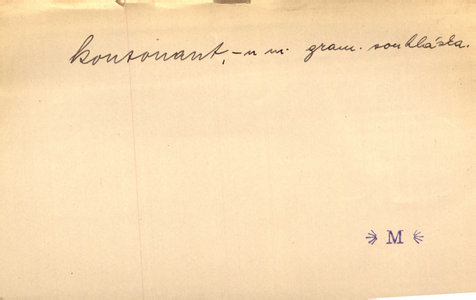 konsonant, -u m. gram. souhláska.
M